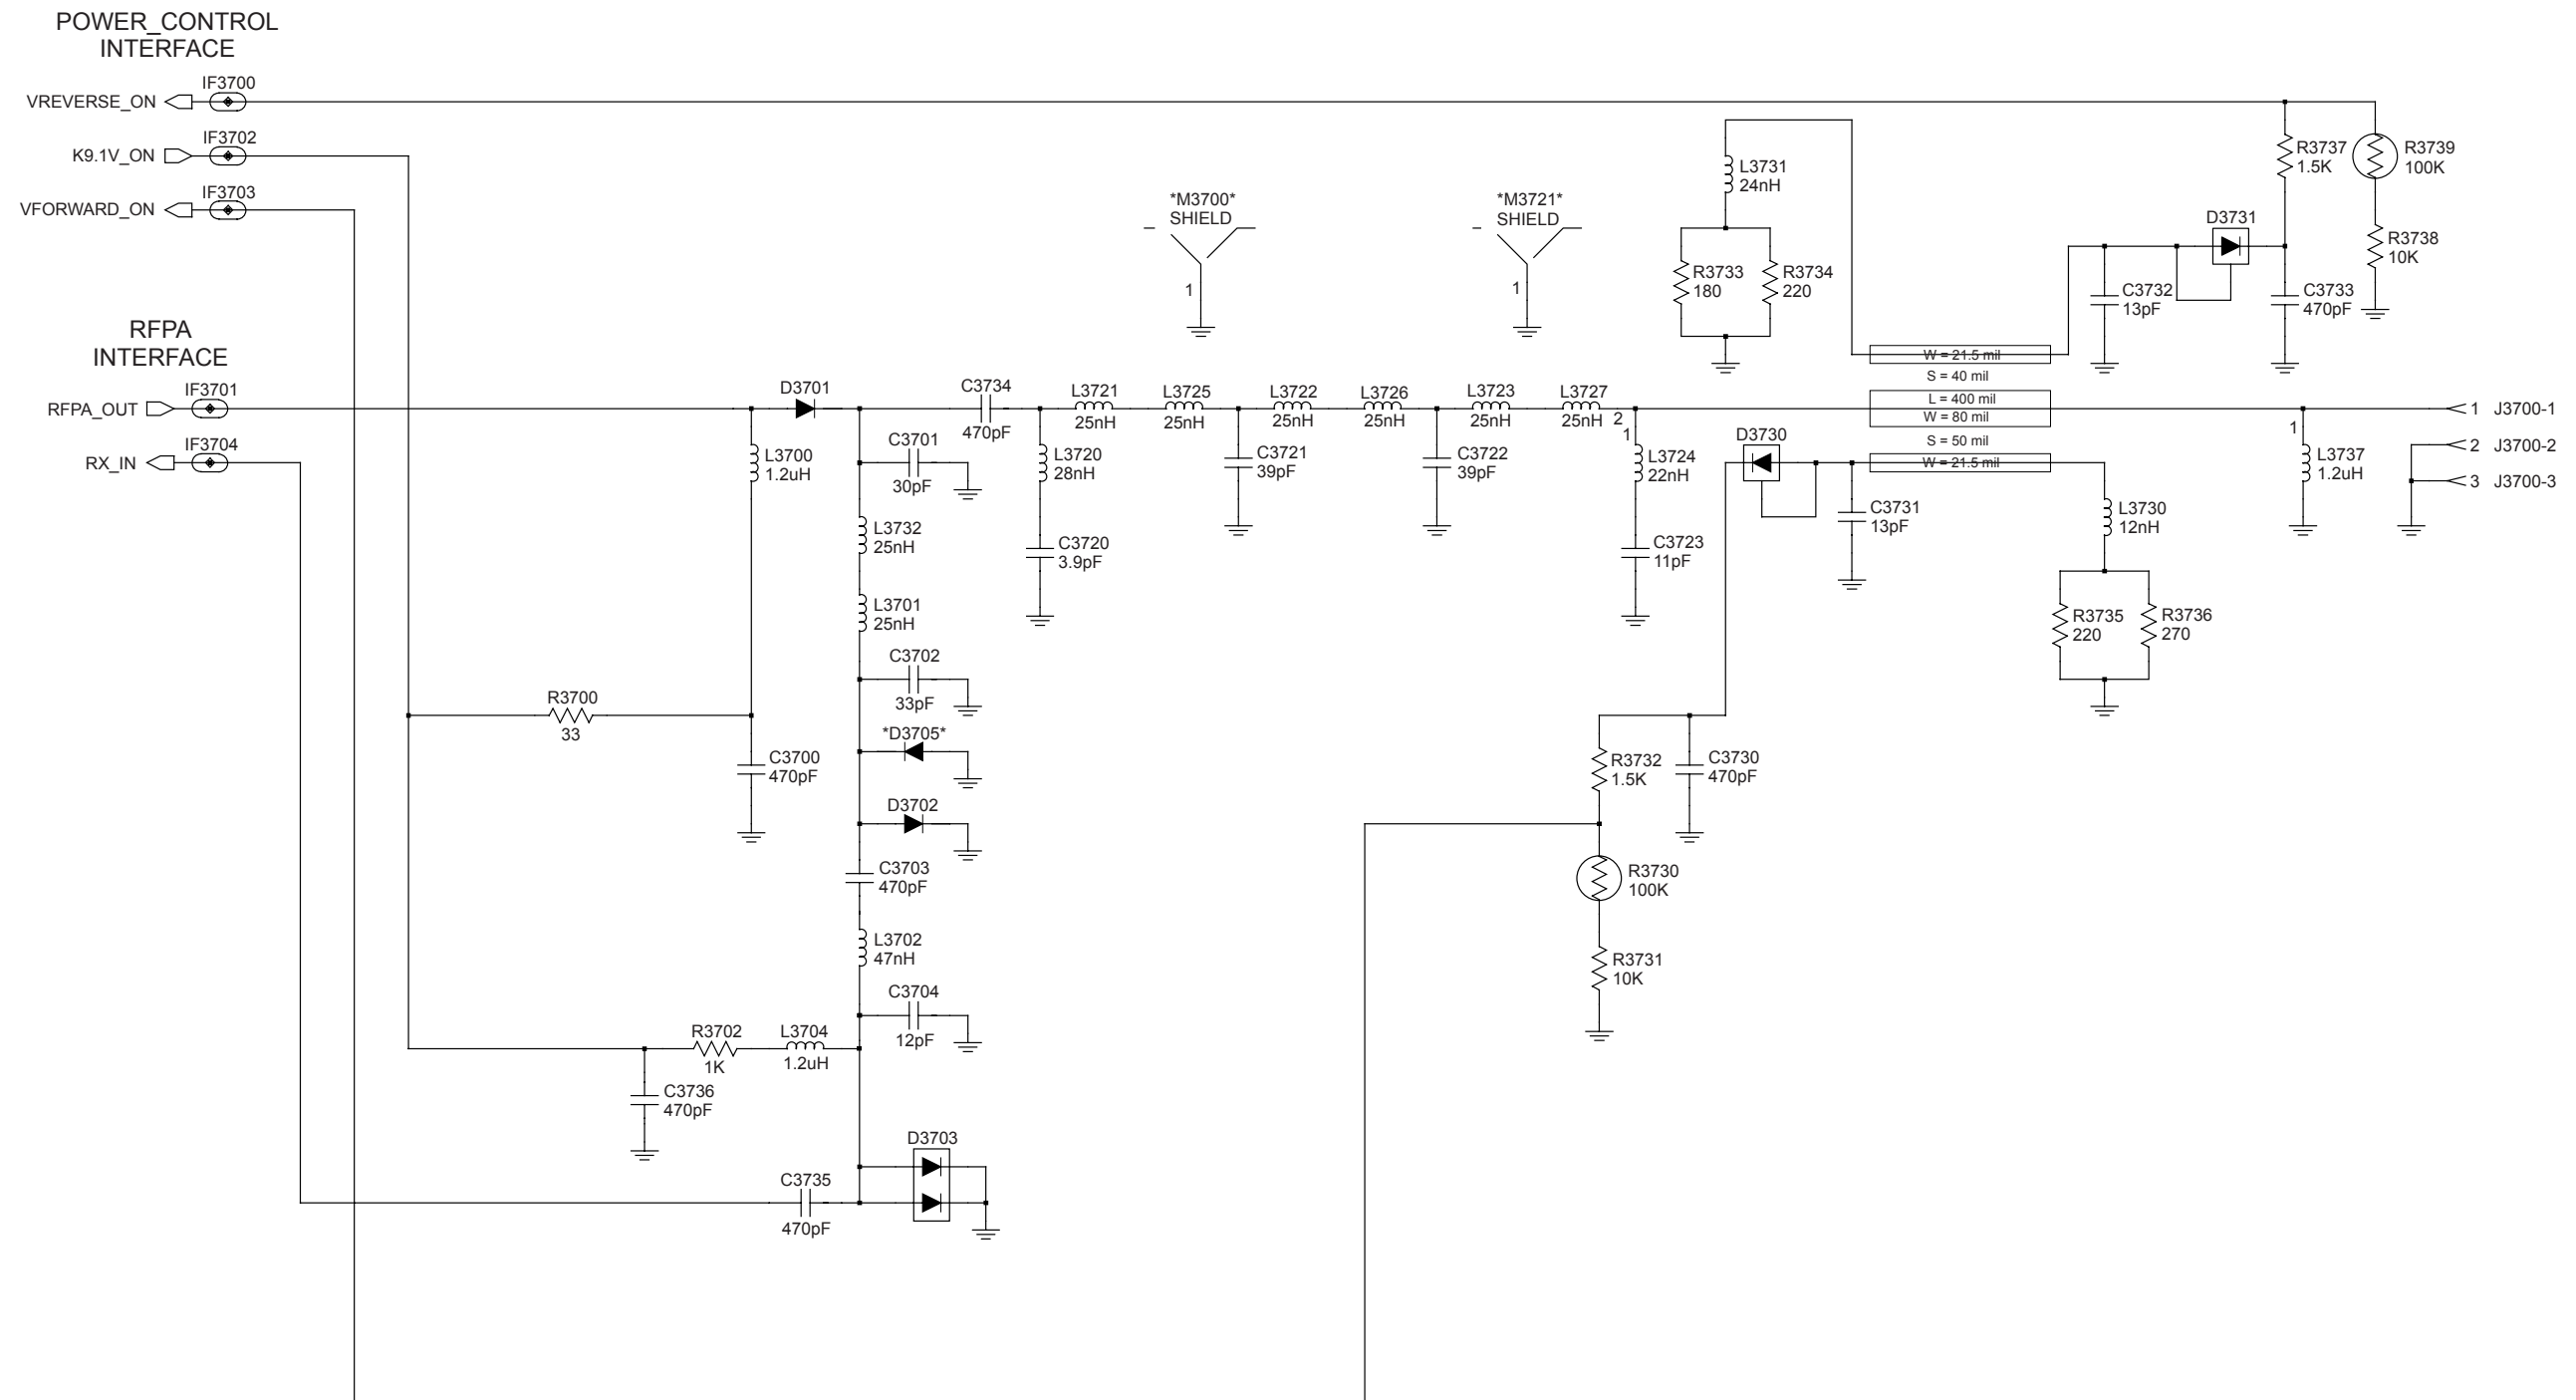 POWER_CONTROL
INTERFACE
IF3700
VREVERSE_ON
IF3702
K9.1V_ON
IF3703
VFORWARD_ON
RFPA
INTERFACE
IF3701
RFPA_OUT
IF3704
RX_IN
D3701
L3700
1.2uH
R3700
33
C3700
470pF
C3701
30pF
L3732
25nH
L3701
25nH
C3702
33pF
*D3705*
D3702
C3703
470pF
L3702
47nH
C3704
12pF
R3702
1K
L3704
1.2uH
C3736
470pF
D3703
C3735
470pF
C3734
470pF
L3720
28nH
C3720
3.9pF
L3721
25nH
L3725
25nH
C3721
39pF
L3722
25nH
L3726
25nH
C3722
39pF
L3723
25nH
L3727
25nH
2
1
L3724
22nH
C3723
11pF
*M3700*
SHIELD
1
*M3721*
SHIELD
1
L3731
24nH
R3733
180
R3734
220
W = 21.5 mil
S = 40 mil
L = 400 mil
W = 80 mil
S = 50 mil
W = 21.5 mil
D3730
C3731
13pF
L3730
12nH
R3735
220
R3736
270
R3732
1.5K
C3730
470pF
R3730
100K
R3731
10K
C3732
13pF
D3731
C3733
470pF
R3737
1.5K
R3739
100K
R3738
10K
1
L3737
1.2uH
1 J3700-1
2 J3700-2
3 J3700-3